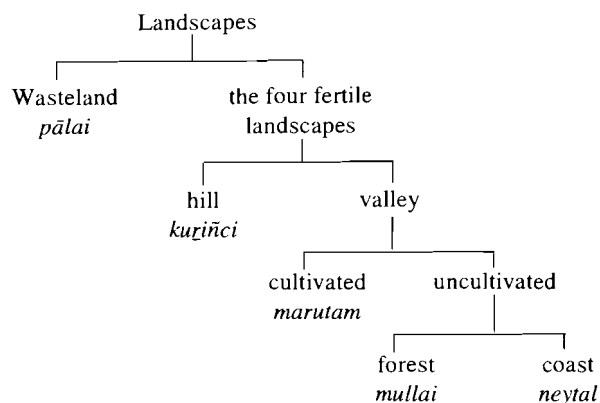 Landscapes
Wasteland the four fertile
pālai landscapes
hill valley
kuṟiñci
cultivated uncultivated
marutam
forest coast
mullai neytal